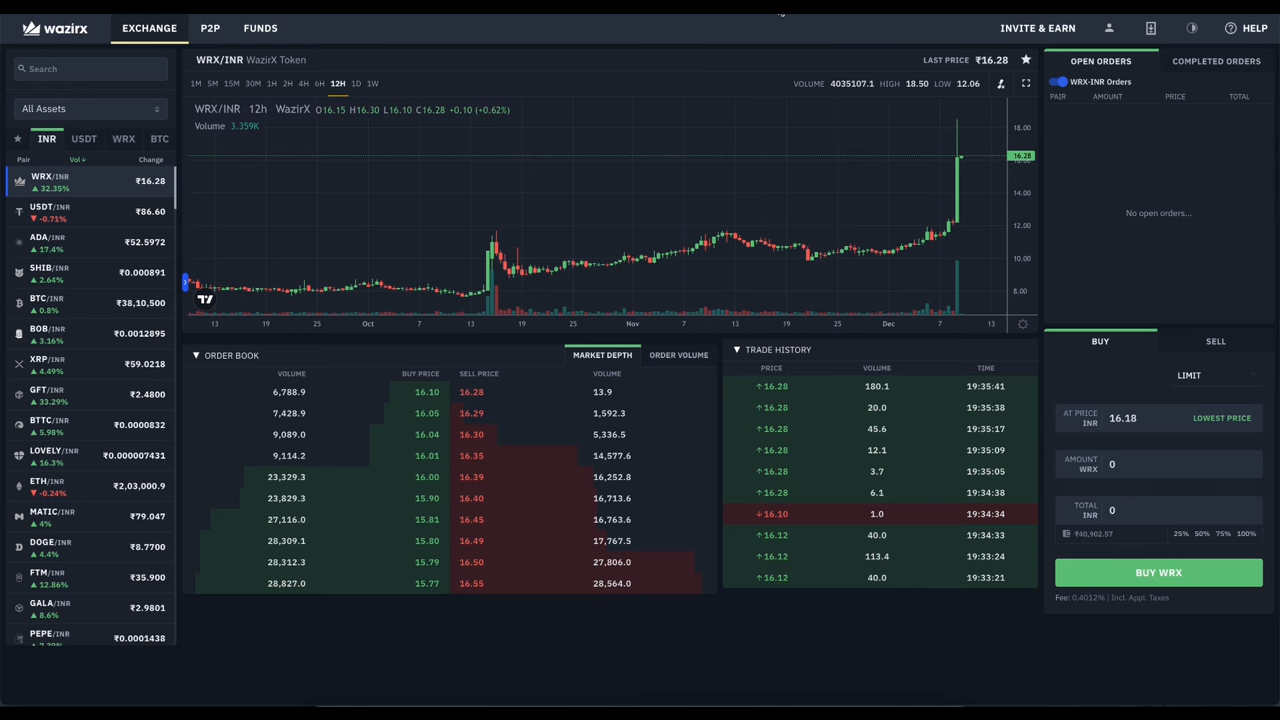 wazirx EXCHANGE P2P FUNDS INVITE & EARN HELP
Search
All Assets
INR USDT WRX BTC
Pair Vol↓ Change
WRX/INR ₹16.28
▲ 32.35%
USDT/INR ₹86.60
▼ -0.71%
ADA/INR ₹52.5972
▲ 17.4%
SHIB/INR ₹0.000891
▲ 2.64%
BTC/INR ₹38,10,500
▲ 0.8%
BOB/INR ₹0.0012895
▲ 3.16%
XRP/INR ₹59.0218
▲ 4.49%
GFT/INR ₹2.4800
▲ 33.29%
BTTC/INR ₹0.0000832
▲ 5.98%
LOVELY/INR ₹0.000007431
▲ 16.3%
ETH/INR ₹2,03,000.9
▼ -0.24%
MATIC/INR ₹79.047
▲ 4%
DOGE/INR ₹8.7700
▲ 4.4%
FTM/INR ₹35.900
▲ 12.86%
GALA/INR ₹2.9801
▲ 8.6%
PEPE/INR ₹0.0001438
WRX/INR WazirX Token LAST PRICE ₹16.28
1M 5M 15M 30M 1H 2H 4H 6H 12H 1D 1W VOLUME 4035107.1 HIGH 18.50 LOW 12.06
WRX/INR · 12h · WazirX O16.15 H16.30 L16.10 C16.28 +0.10 (+0.62%)
Volume 3.359K
18.00
16.28
16.00
14.00
12.00
10.00
8.00
13 19 25 Oct 7 13 19 25 Nov 7 13 19 25 Dec 7 13
▼ ORDER BOOK MARKET DEPTH ORDER VOLUME
VOLUME BUY PRICE SELL PRICE VOLUME
6,788.9 16.10 16.28 13.9
7,428.9 16.05 16.29 1,592.3
9,089.0 16.04 16.30 5,336.5
9,114.2 16.01 16.35 14,577.6
23,329.3 16.00 16.39 16,252.8
23,829.3 15.90 16.40 16,713.6
27,116.0 15.81 16.45 16,763.6
28,309.1 15.80 16.49 17,767.5
28,312.3 15.79 16.50 27,806.0
28,827.0 15.77 16.55 28,564.0
▼ TRADE HISTORY
PRICE VOLUME TIME
↑16.28 180.1 19:35:41
↑16.28 20.0 19:35:38
↑16.28 45.6 19:35:17
↑16.28 12.1 19:35:09
↑16.28 3.7 19:35:05
↑16.28 6.1 19:34:38
↓16.10 1.0 19:34:34
↑16.12 40.0 19:34:33
↑16.12 113.4 19:33:24
↑16.12 40.0 19:33:21
OPEN ORDERS COMPLETED ORDERS
WRX-INR Orders
PAIR AMOUNT PRICE TOTAL
No open orders...
BUY SELL
LIMIT
AT PRICE INR 16.18 LOWEST PRICE
AMOUNT WRX 0
TOTAL INR 0
₹40,902.57 25% 50% 75% 100%
BUY WRX
Fee: 0.4012% | Incl. Appl. Taxes